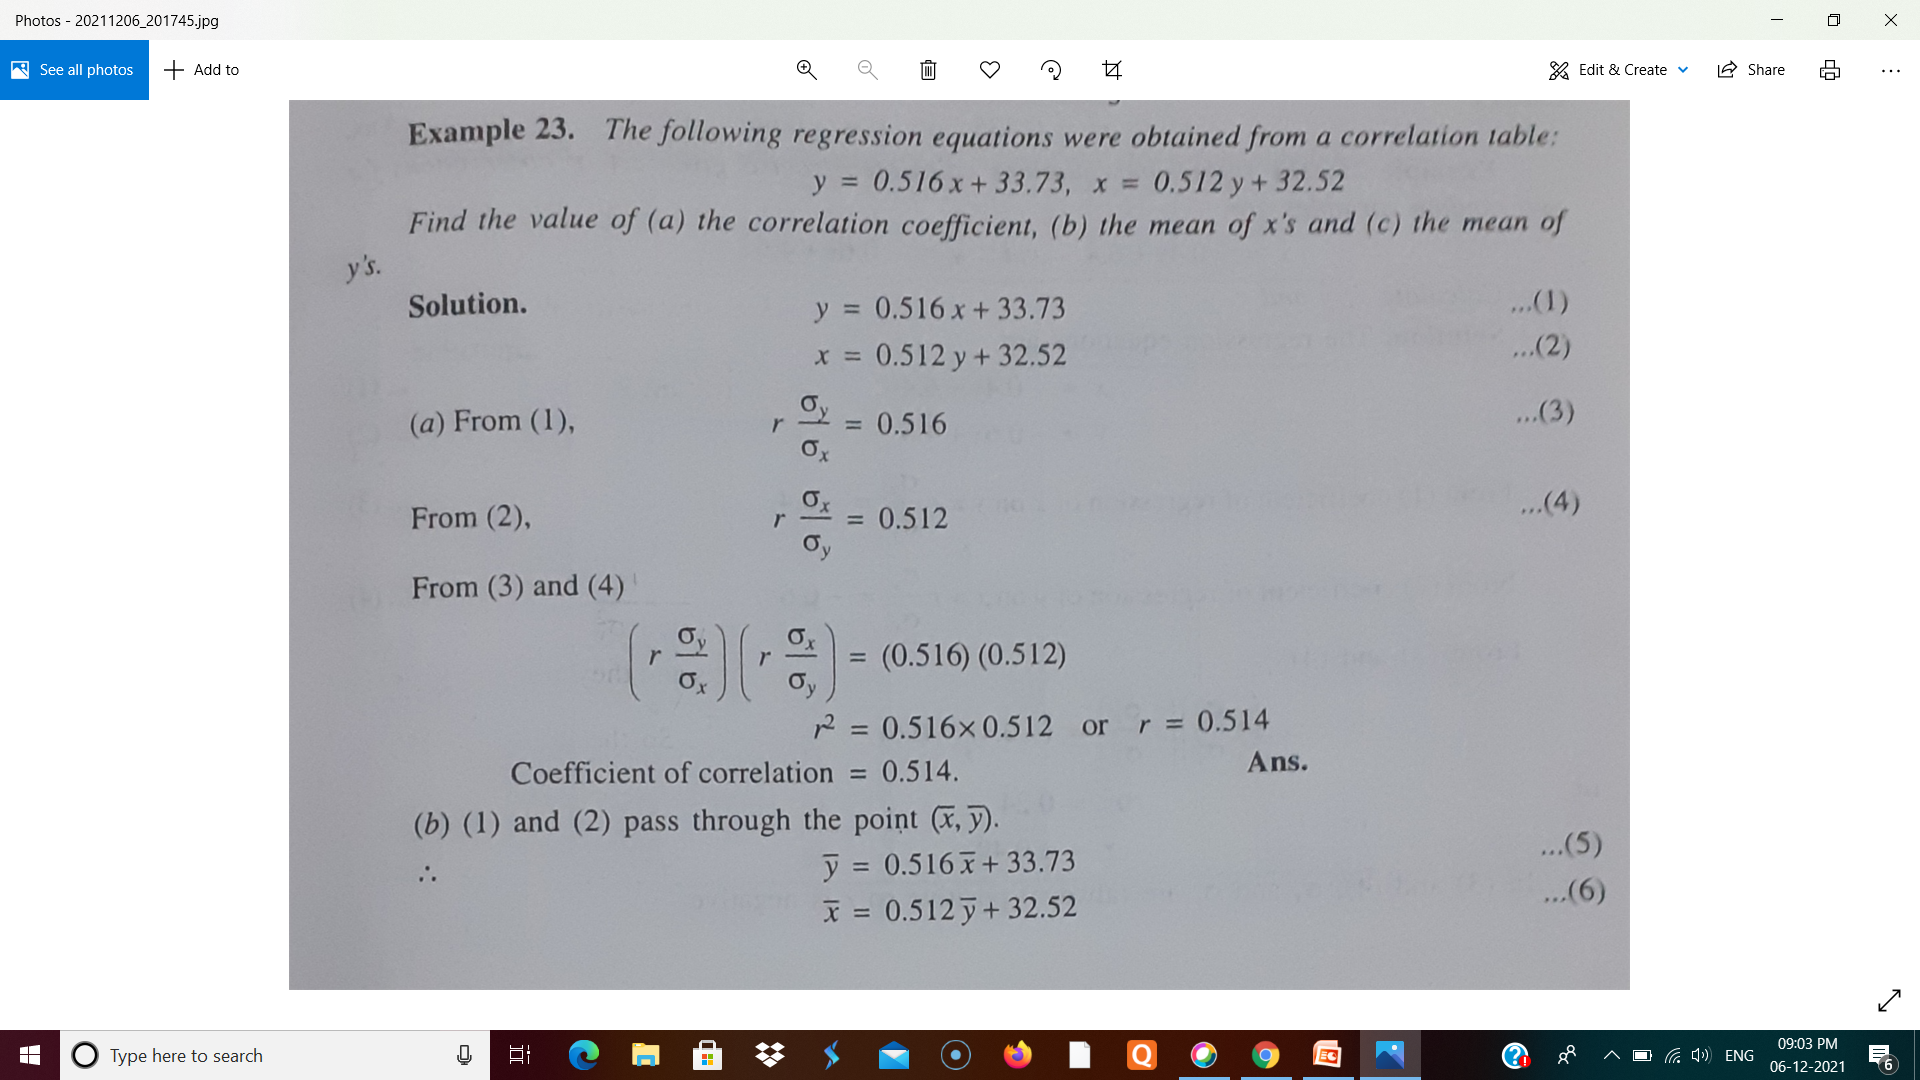 Photos - 20211206_201745.jpg
See all photos
Add to
Edit & Create
Share
Example 23. The following regression equations were obtained from a correlation table:
y = 0.516 x + 33.73, x = 0.512 y + 32.52
Find the value of (a) the correlation coefficient, (b) the mean of x's and (c) the mean of
y's.
Solution. y = 0.516 x + 33.73 ...(1)
x = 0.512 y + 32.52 ...(2)
(a) From (1), r σy/σx = 0.516 ...(3)
From (2), r σx/σy = 0.512 ...(4)
From (3) and (4)
(r σy/σx) (r σx/σy) = (0.516) (0.512)
r² = 0.516×0.512 or r = 0.514
Coefficient of correlation = 0.514. Ans.
(b) (1) and (2) pass through the point (x̅, y̅).
∴ y̅ = 0.516 x̅ + 33.73 ...(5)
x̅ = 0.512 y̅ + 32.52 ...(6)
Type here to search
ENG
09:03 PM
06-12-2021
6